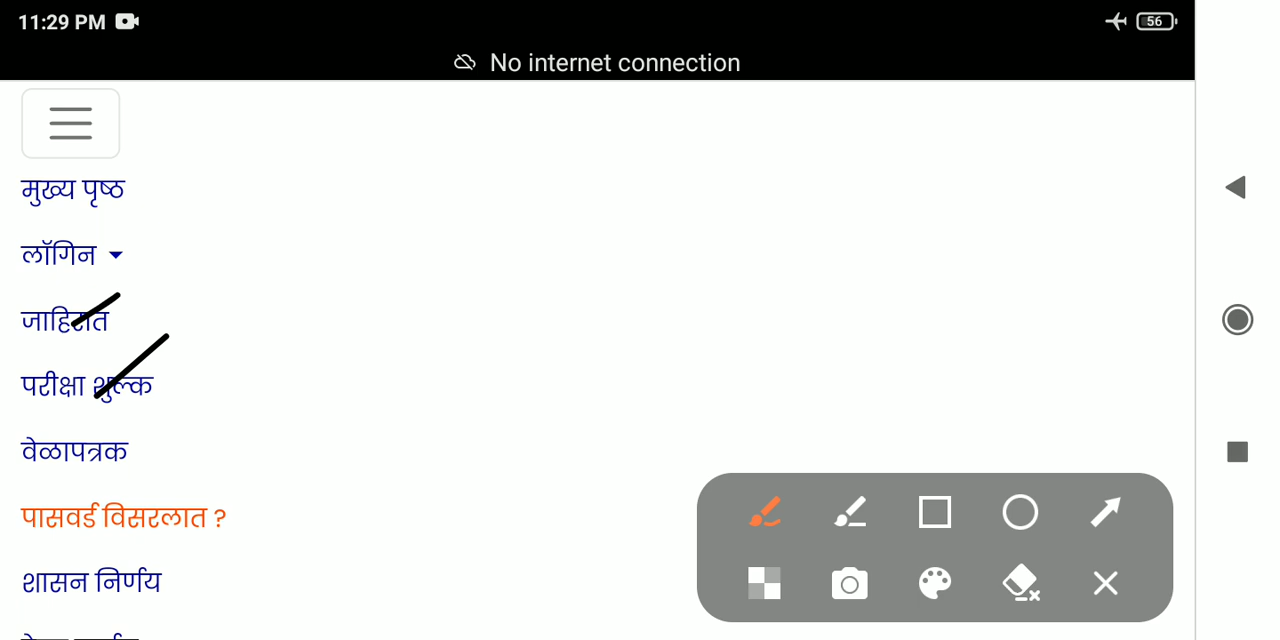 11:29 PM
56
No internet connection
मुख्य पृष्ठ
लॉगिन
जाहिरात
परीक्षा शुल्क
वेळापत्रक
पासवर्ड विसरलात ?
शासन निर्णय